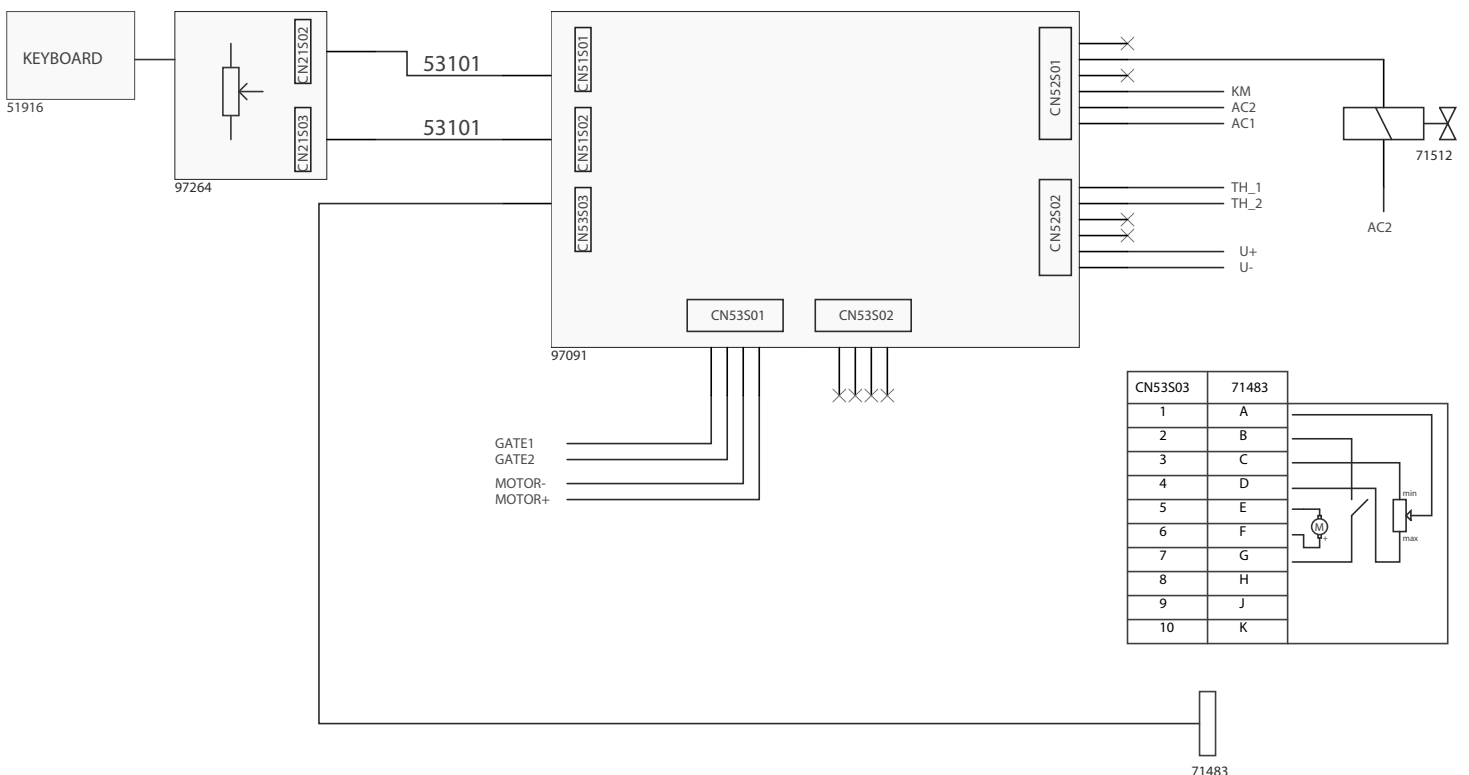 KEYBOARD
51916
CN21S02
CN21S03
97264
53101
53101
CN51S01
CN51S02
CN53S03
CN52S01
CN52S02
CN53S01
CN53S02
97091
KM
AC2
AC1
TH_1
TH_2
U+
U-
71512
AC2
GATE1
GATE2
MOTOR-
MOTOR+
CN53S03 71483
1 A
2 B
3 C
4 D
5 E
6 F
7 G
8 H
9 J
10 K
min
M
+
max
71483